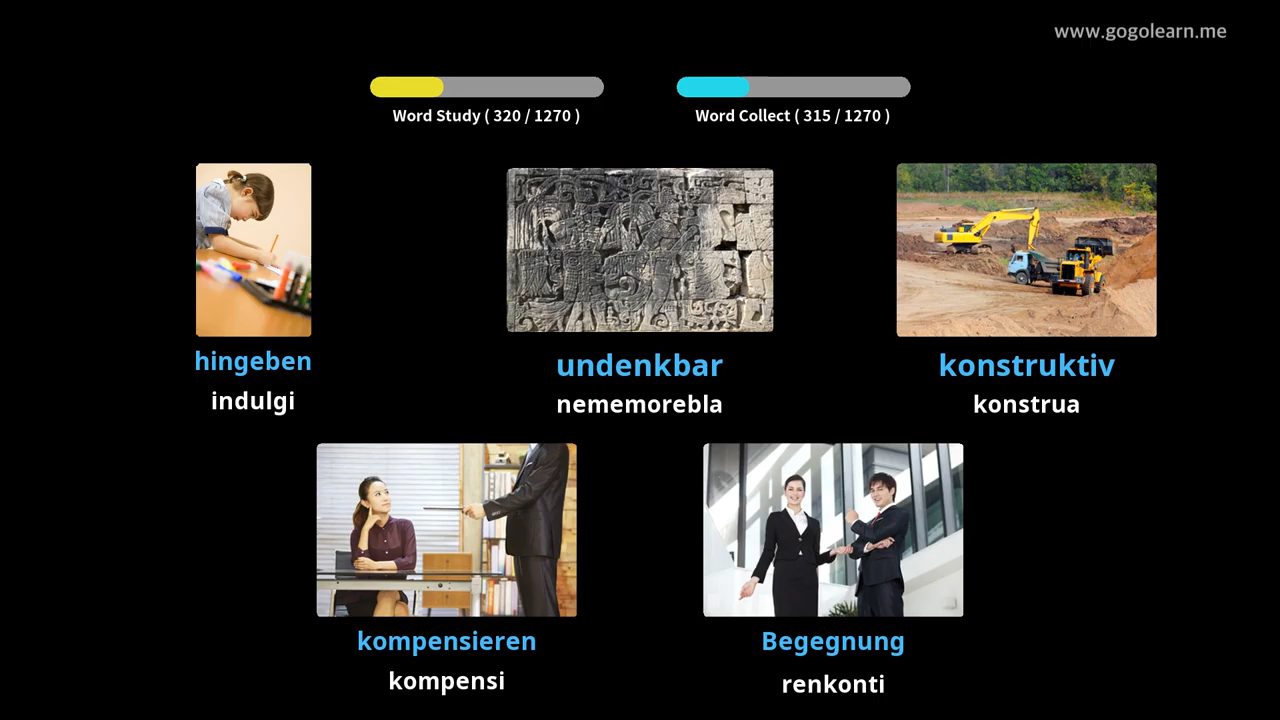 www.gogolearn.me
Word Study ( 320 / 1270 )
Word Collect ( 315 / 1270 )
hingeben
indulgi
undenkbar
nememorebla
konstruktiv
konstrua
kompensieren
kompensi
Begegnung
renkonti